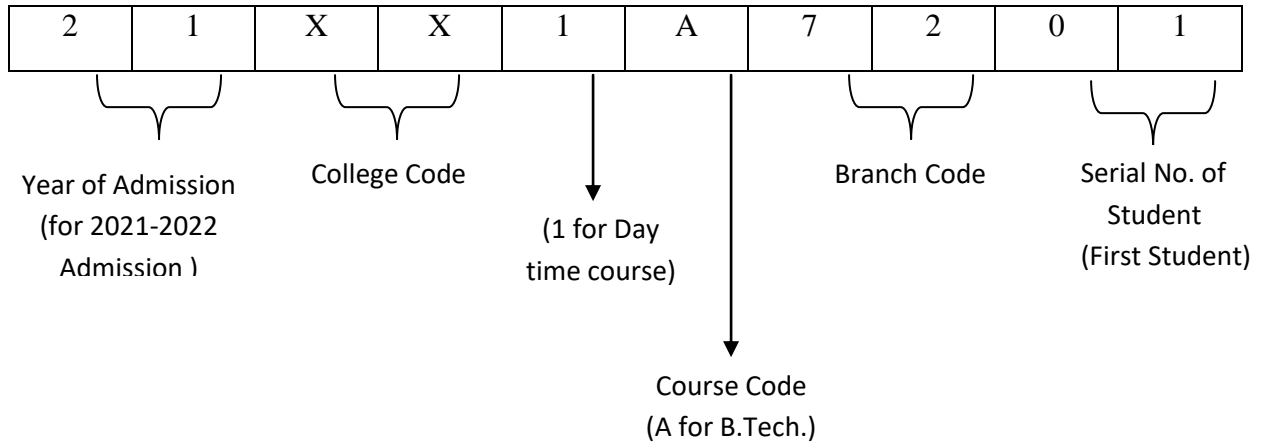 2 1 X X 1 A 7 2 0 1
Year of Admission
(for 2021-2022
Admission )
College Code
(1 for Day
time course)
Course Code
(A for B.Tech.)
Branch Code
Serial No. of
Student
(First Student)